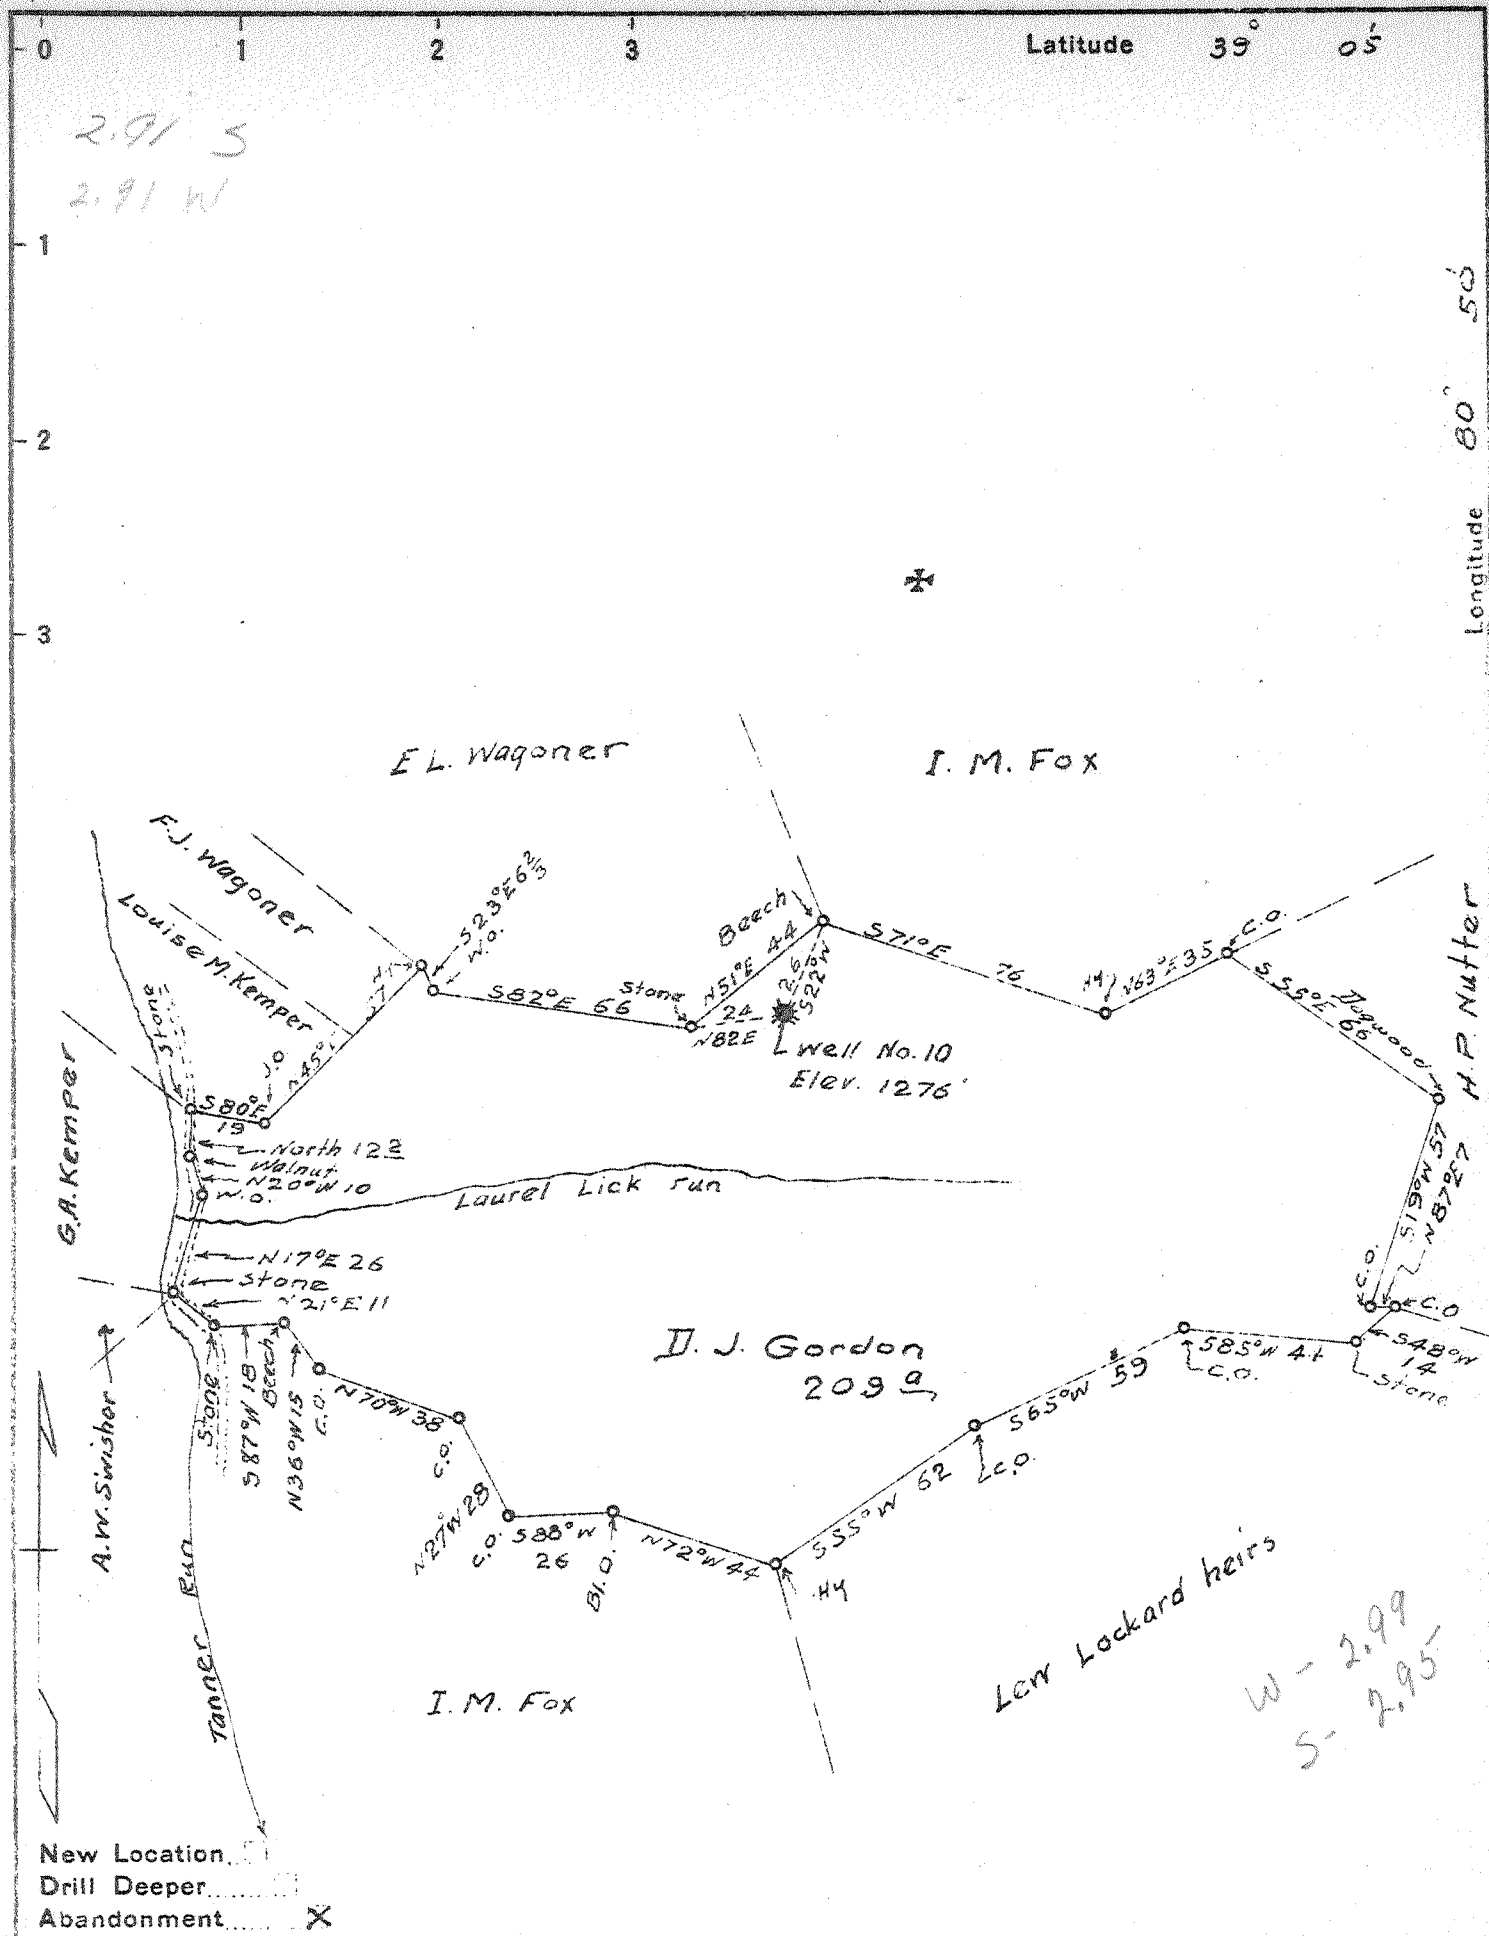 0 1 2 3 Latitude 39° 05'
2.91 S
2.91 W
1
2
3
Longitude 80° 50'
E L. Wagoner
I. M. Fox
F.J. Wagoner
Louise M. Kemper
G.A. Kemper
A.W. Swisher
H. P. Nutter
S23°E 6 2/3
W.O.
S82°E 66
Stone
N51°E 44
Beech
26
S22°W
24
N82E
Well No. 10
Elev. 1276'
S71°E 76
Hy.
N63°E 35
C.O.
S 55°E 66
Dogwood
S19°W 57
N87°E7
C.O.
C.O
S48°W
14
Stone
S85°W 41
C.O.
S65°W 59
C.O.
S55°W 62
Hy
N72°W 44
Bl.O.
S88°W
26
C.O.
N27°W 28
C.O.
N70°W 38
C.O.
N36°W 15
Beech
S87°W 18
Stone
N21°E 11
Stone
N17°E 26
W.O.
N20°W 10
Walnut
North 12
Stone
S80°E
19
N45°
Laurel Lick run
D. J. Gordon
209 a
Tanner Run
I. M. Fox
Lew Lockard heirs
W - 2.99
S - 2.95
New Location
Drill Deeper
Abandonment X